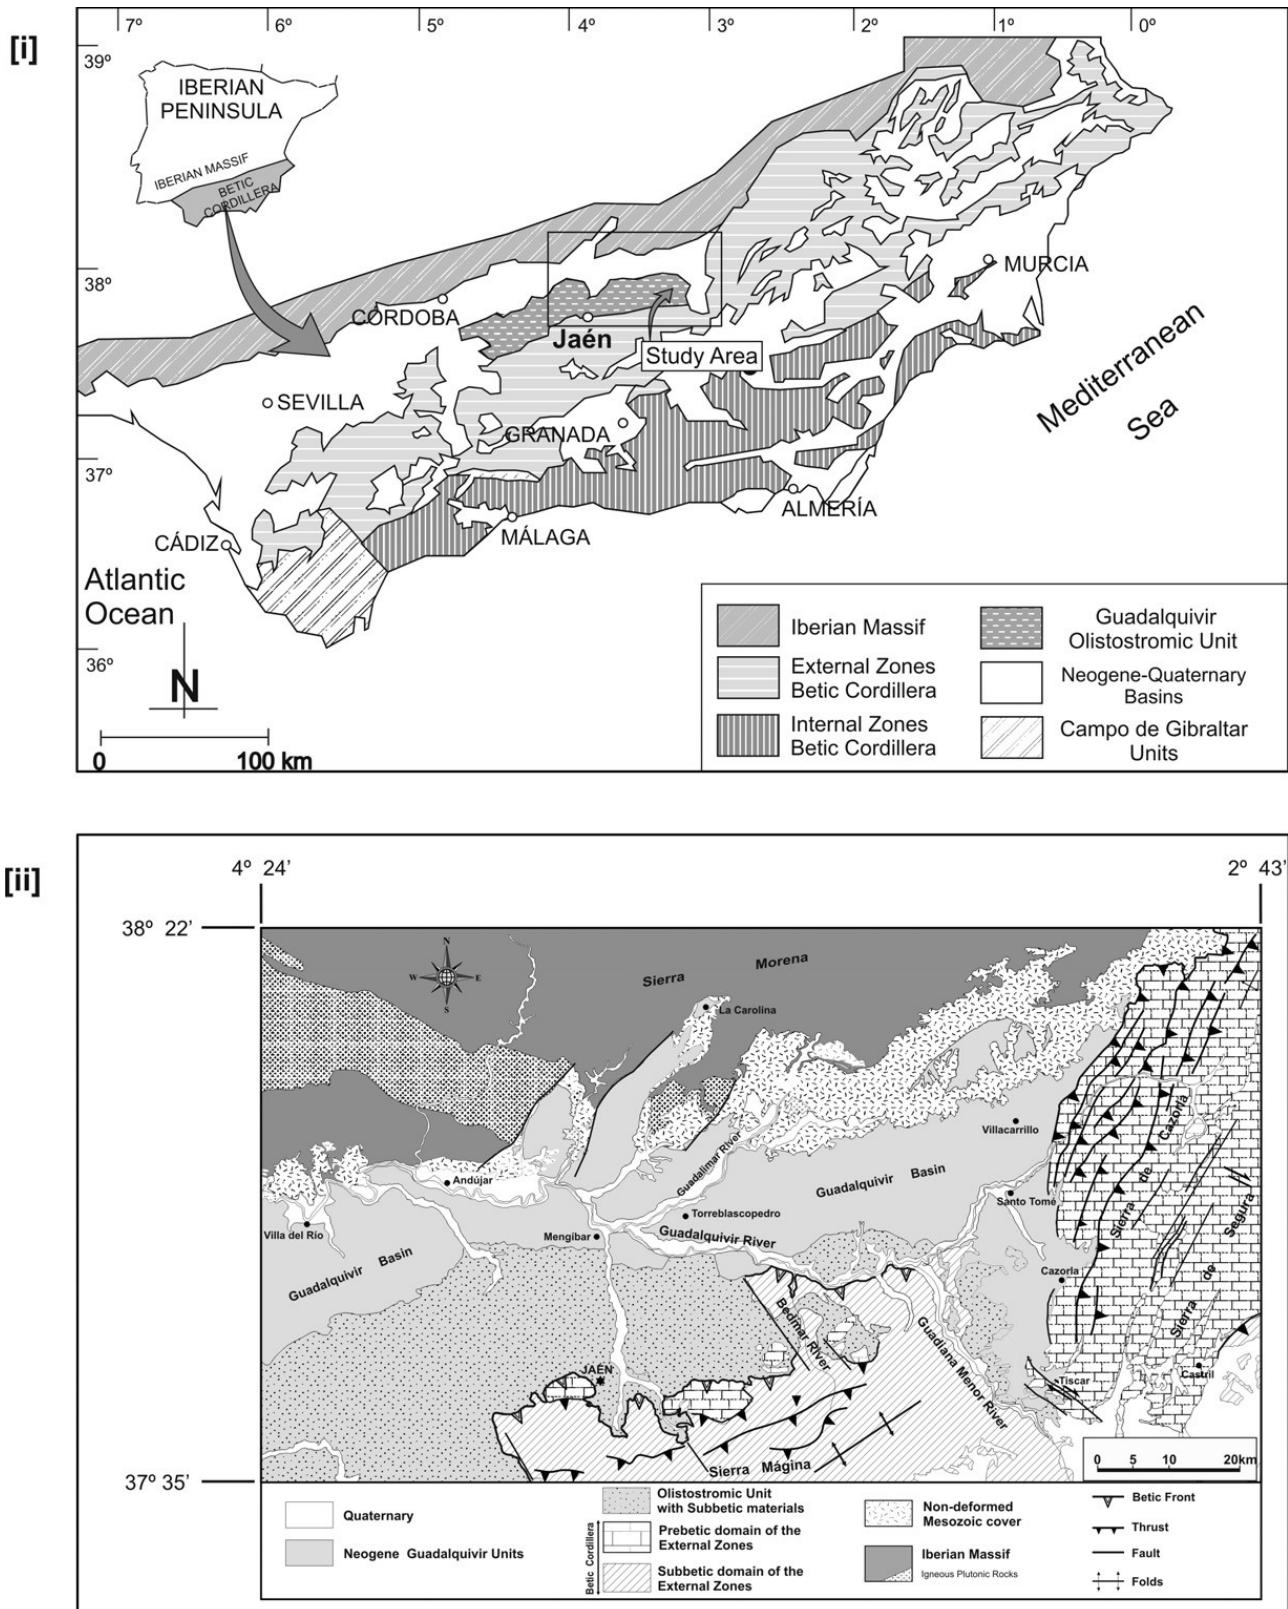 [i]
7º 6º 5º 4º 3º 2º 1º 0º
39º
38º
37º
36º
IBERIAN
PENINSULA
IBERIAN MASSIF
BETIC
CORDILLERA
CÓRDOBA
Jaén
Study Area
MURCIA
SEVILLA
GRANADA
ALMERÍA
MÁLAGA
CÁDIZ
Mediterranean
Sea
Atlantic
Ocean
N
0 100 km
Iberian Massif
External Zones
Betic Cordillera
Internal Zones
Betic Cordillera
Guadalquivir
Olistostromic Unit
Neogene-Quaternary
Basins
Campo de Gibraltar
Units
[ii]
4º 24’ 2º 43’
38º 22’
37º 35’
N
W E
S
Sierra Morena
La Carolina
Villacarrillo
Guadalimar River
Andújar
Guadalquivir Basin
Santo Tomé
Torreblascopedro
Villa del Río
Mengíbar
Guadalquivir River
Guadalquivir Basin
Cazorla
Sierra de Cazorla
Sierra de Segura
Bedmar River
Guadiana Menor River
JAÉN
Tiscar
Castril
Sierra Mágina
0 5 10 20km
Quaternary
Neogene Guadalquivir Units
Betic Cordillera
Olistostromic Unit
with Subbetic materials
Prebetic domain of the
External Zones
Subbetic domain of the
External Zones
Non-deformed
Mesozoic cover
Iberian Massif
Igneous Plutonic Rocks
Betic Front
Thrust
Fault
Folds